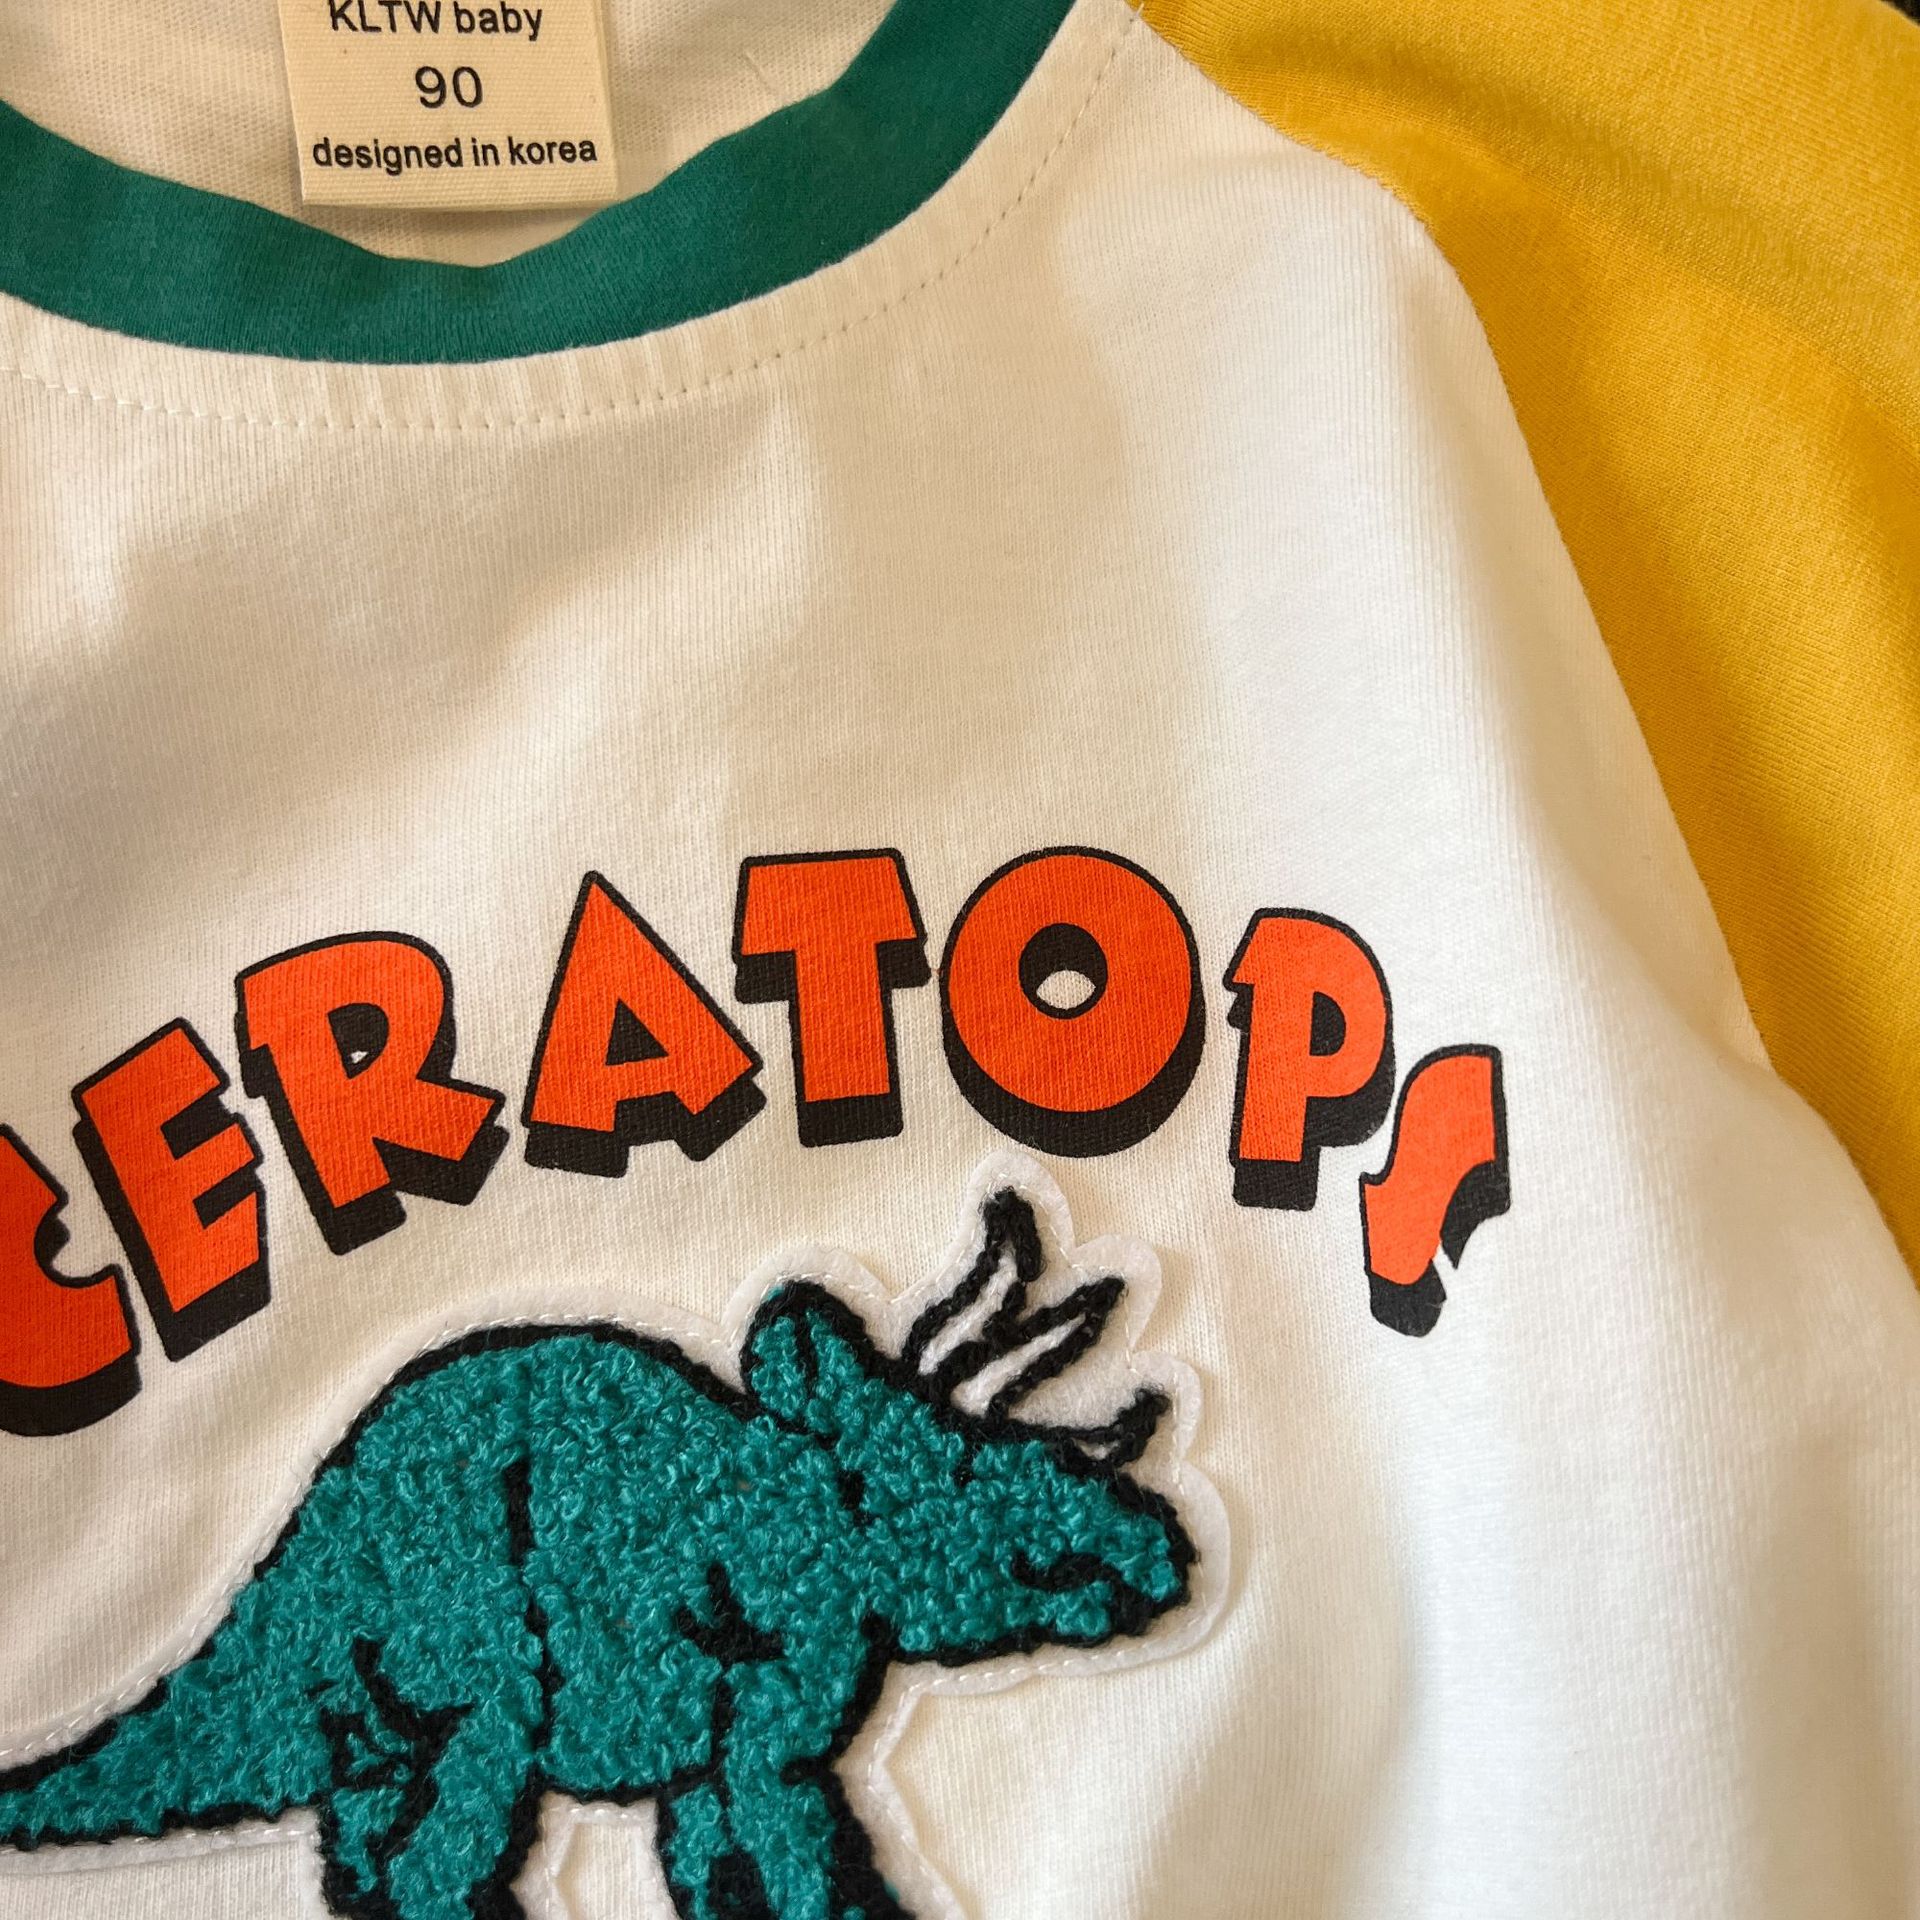 KLTW baby
90
designed in korea
CERATOPS